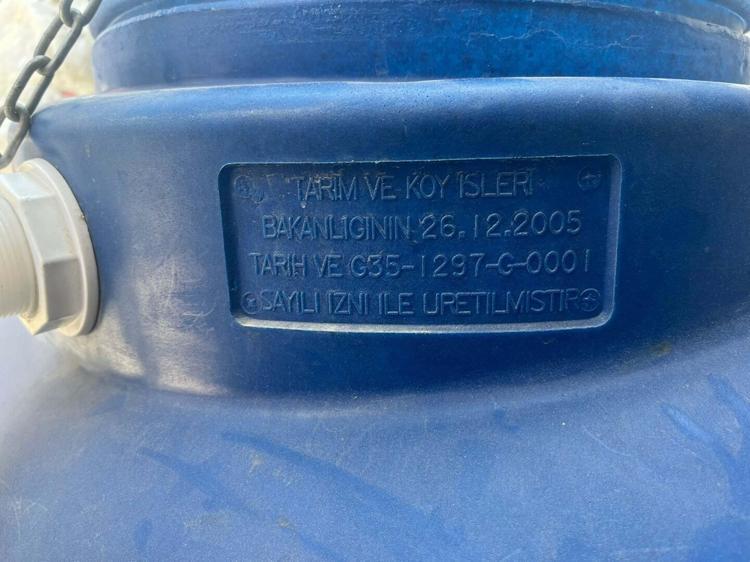 TARIM VE KOY ISLERI
BAKANLIGININ 26.12.2005
TARIH VE G35-1297-G-0001
SAYILI IZNI ILE URETILMISTIR